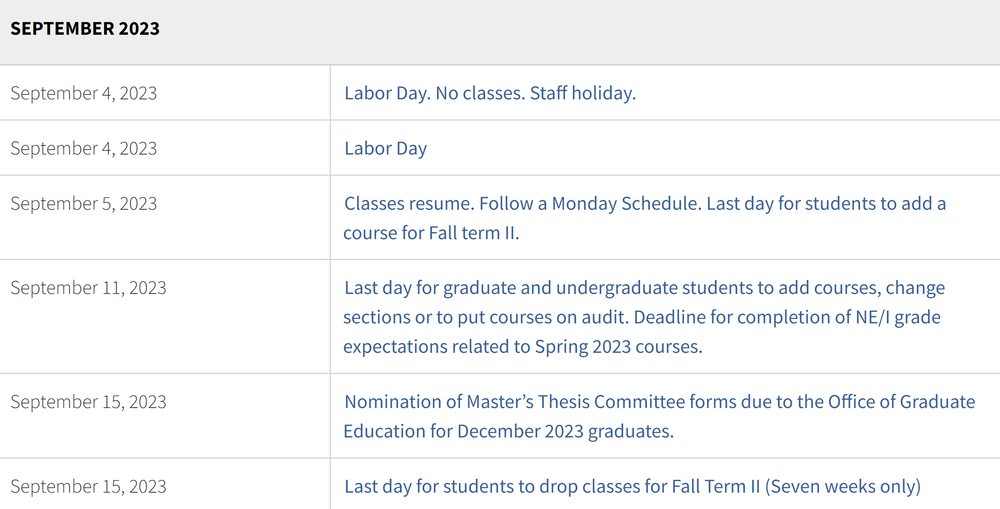 SEPTEMBER 2023
September 4, 2023
Labor Day. No classes. Staff holiday.
September 4, 2023
Labor Day
September 5, 2023
Classes resume. Follow a Monday Schedule. Last day for students to add a
course for Fall term II.
September 11, 2023
Last day for graduate and undergraduate students to add courses, change
sections or to put courses on audit. Deadline for completion of NE/I grade
expectations related to Spring 2023 courses.
September 15, 2023
Nomination of Master’s Thesis Committee forms due to the Office of Graduate
Education for December 2023 graduates.
September 15, 2023
Last day for students to drop classes for Fall Term II (Seven weeks only)